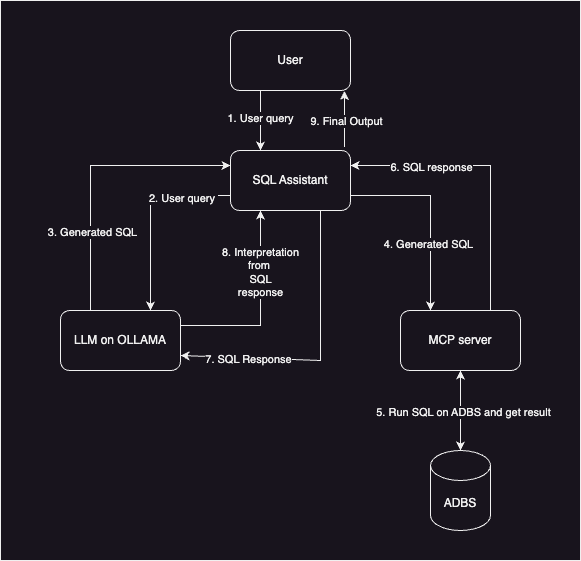 User
1. User query
9. Final Output
SQL Assistant
6. SQL response
2. User query
3. Generated SQL
4. Generated SQL
8. Interpretation
from
SQL
response
LLM on OLLAMA
MCP server
7. SQL Response
5. Run SQL on ADBS and get result
ADBS